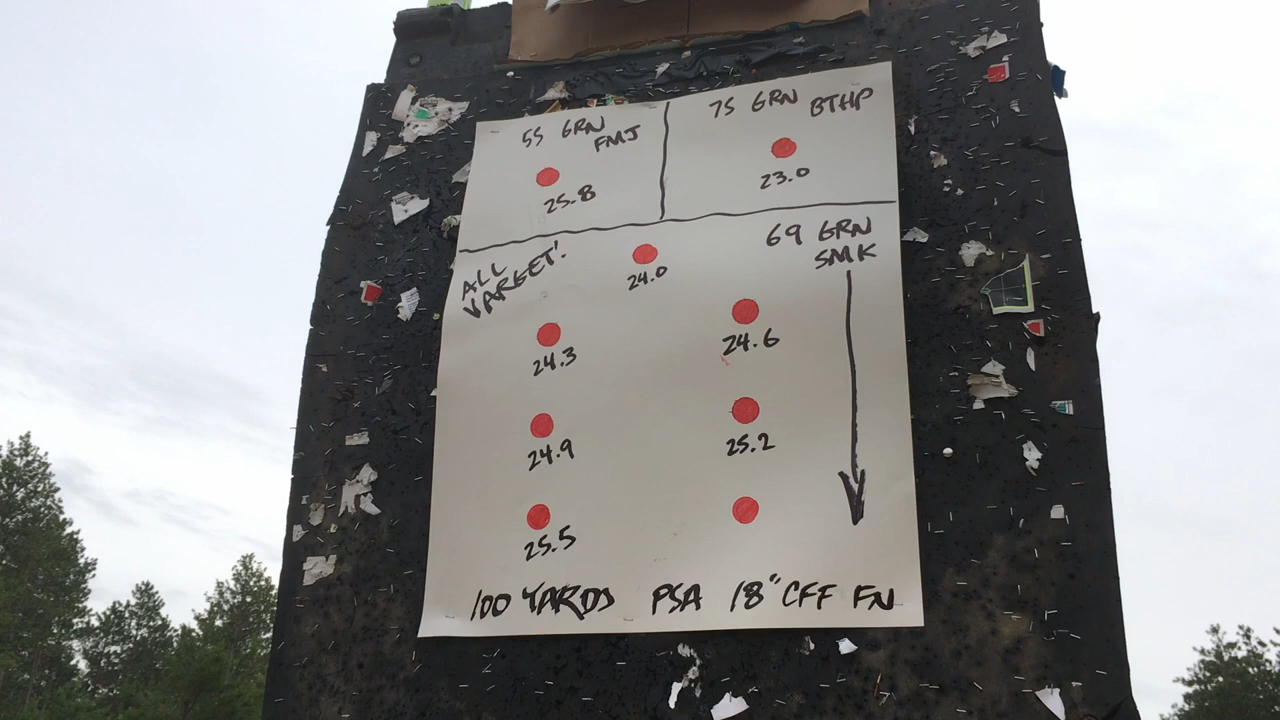 55 GRN
FMJ
25.8
75 GRN BTHP
23.0
ALL
VARGET!
24.0
69 GRN
SMK
24.3
24.6
24.9
25.2
25.5
100 YARDS PSA 18" CFF FN